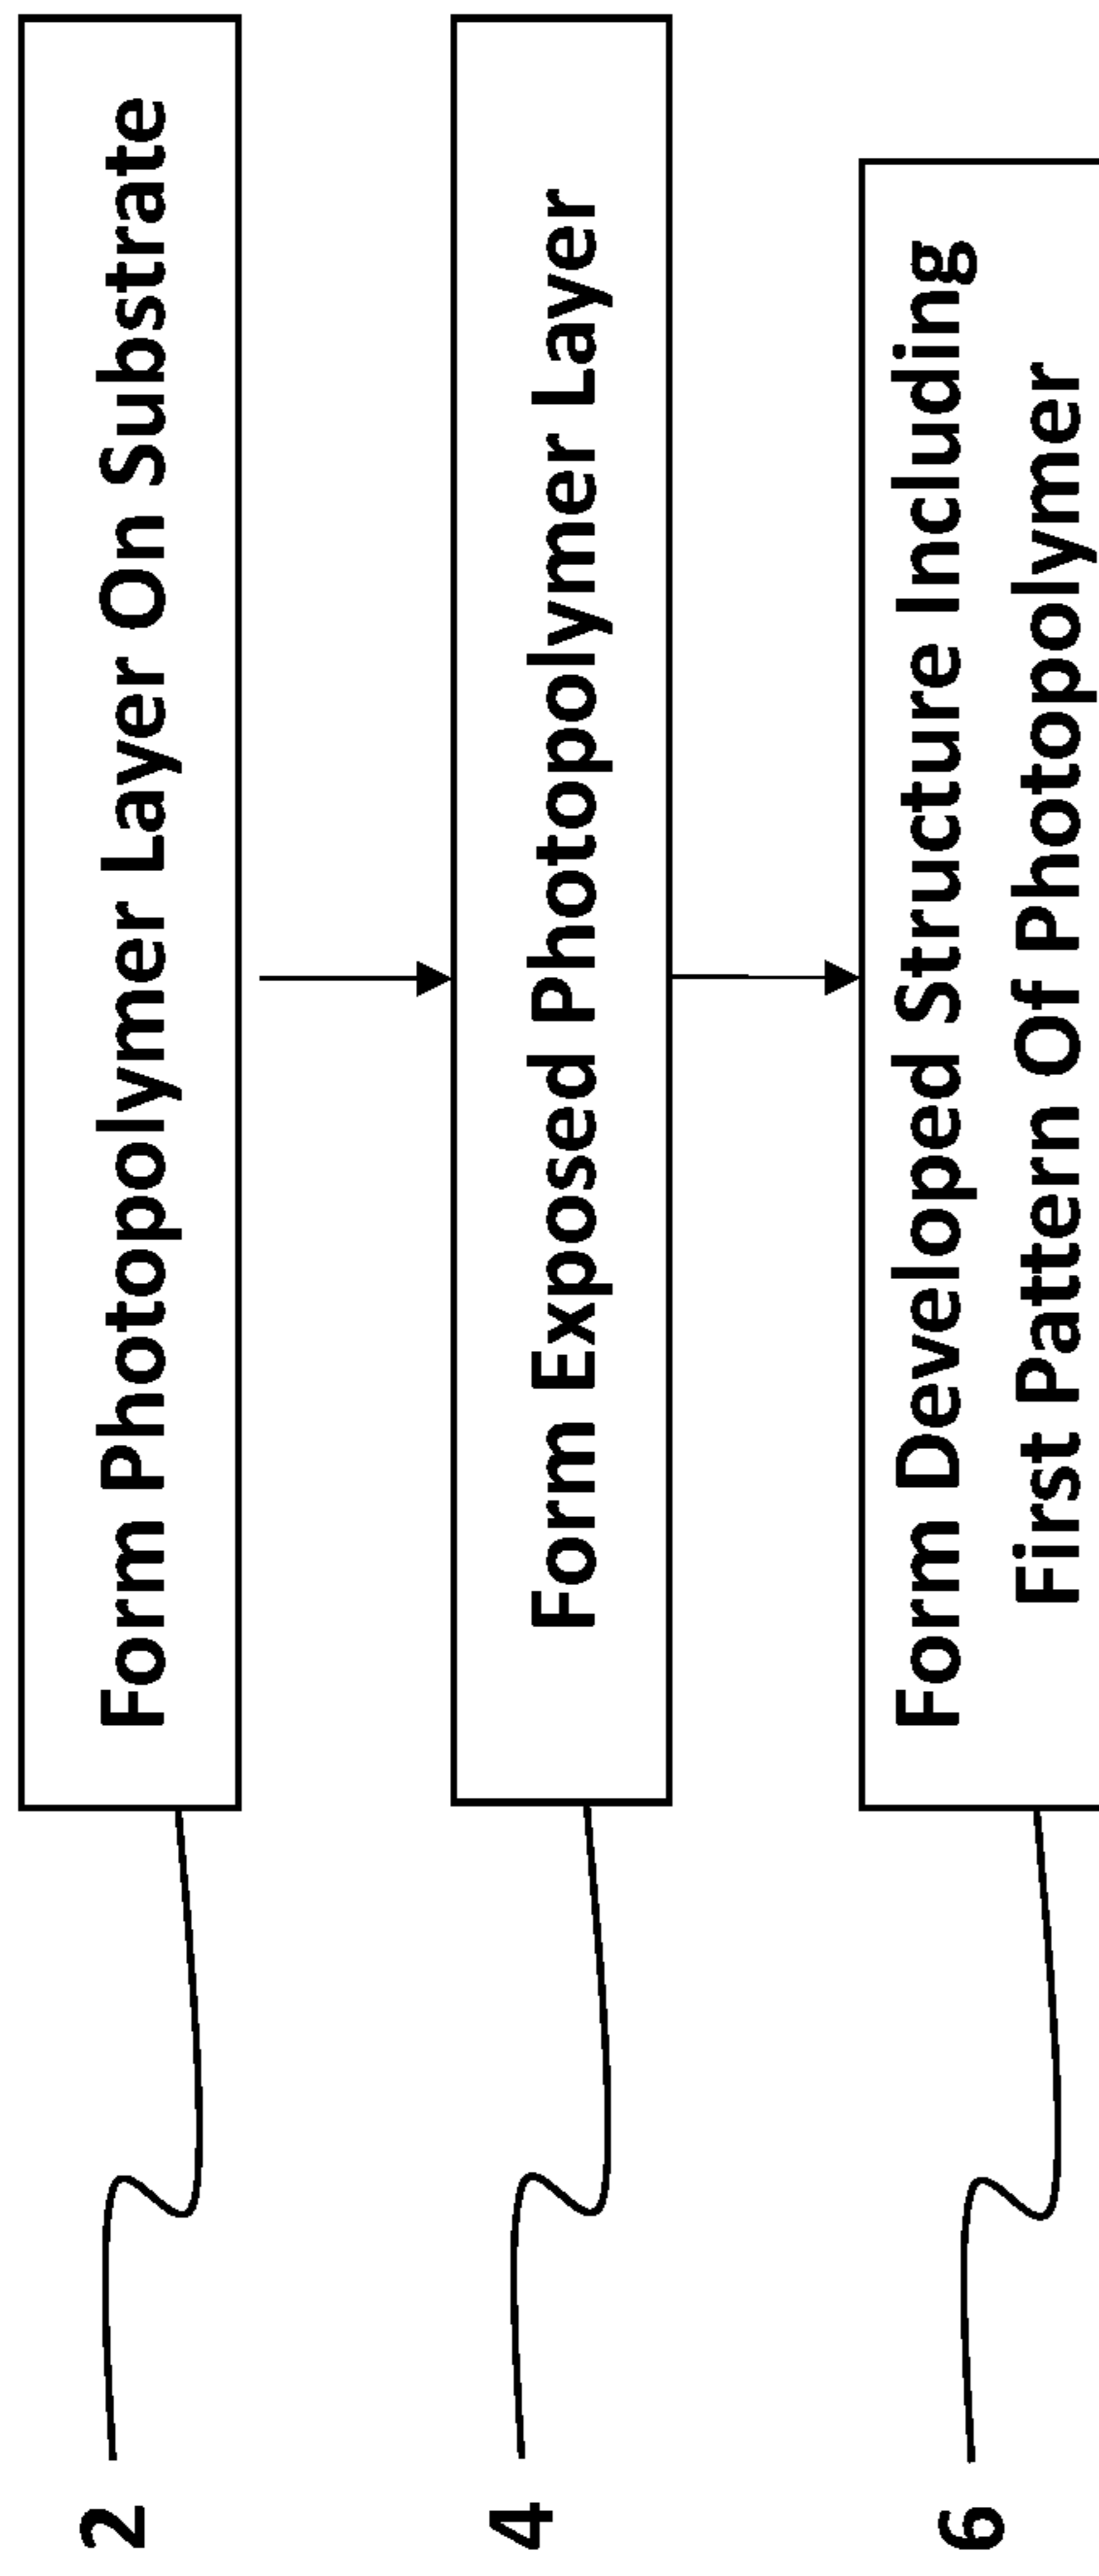 2
Form Photopolymer Layer On Substrate
4
Form Exposed Photopolymer Layer
6
Form Developed Structure Including
First Pattern Of Photopolymer